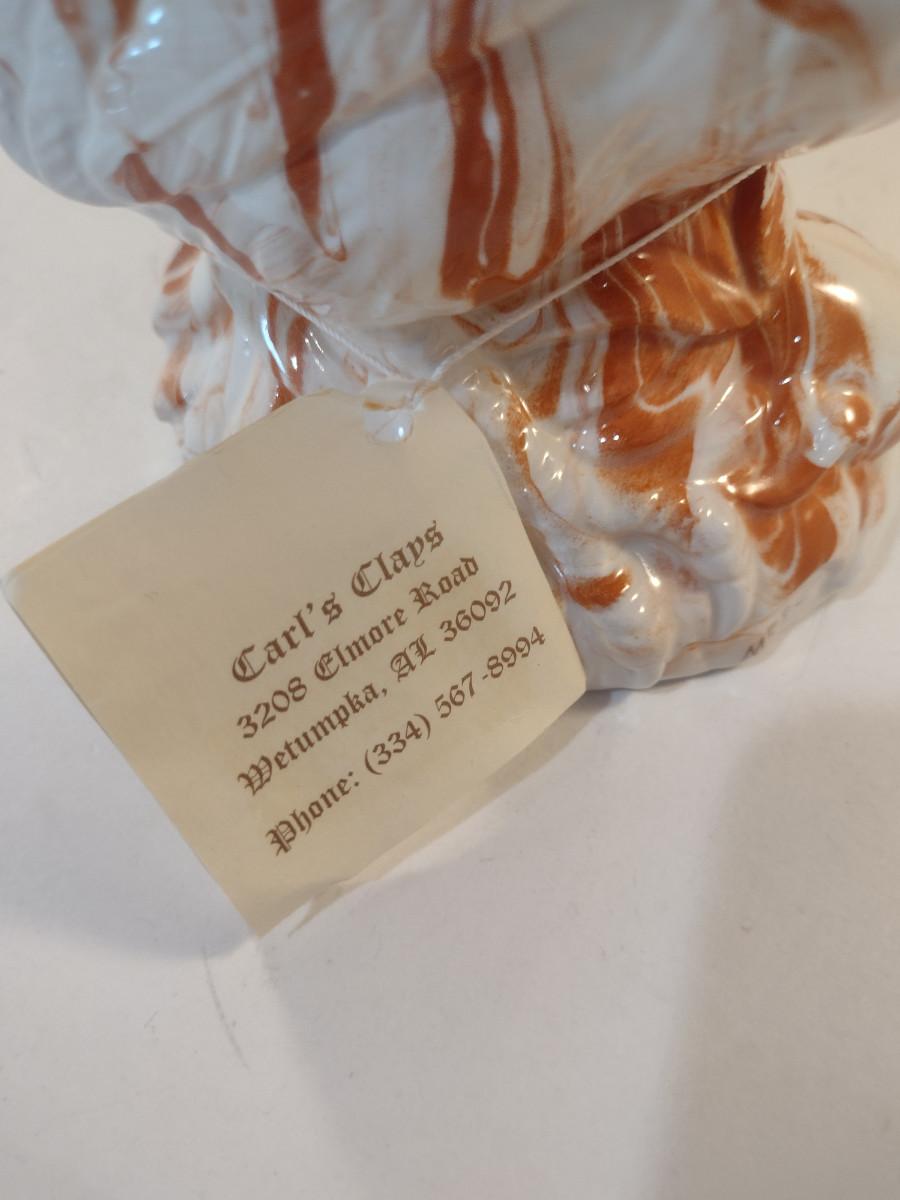 Carl's Clays
3208 Elmore Road
Wetumpka, AL 36092
Phone: (334) 567-8994